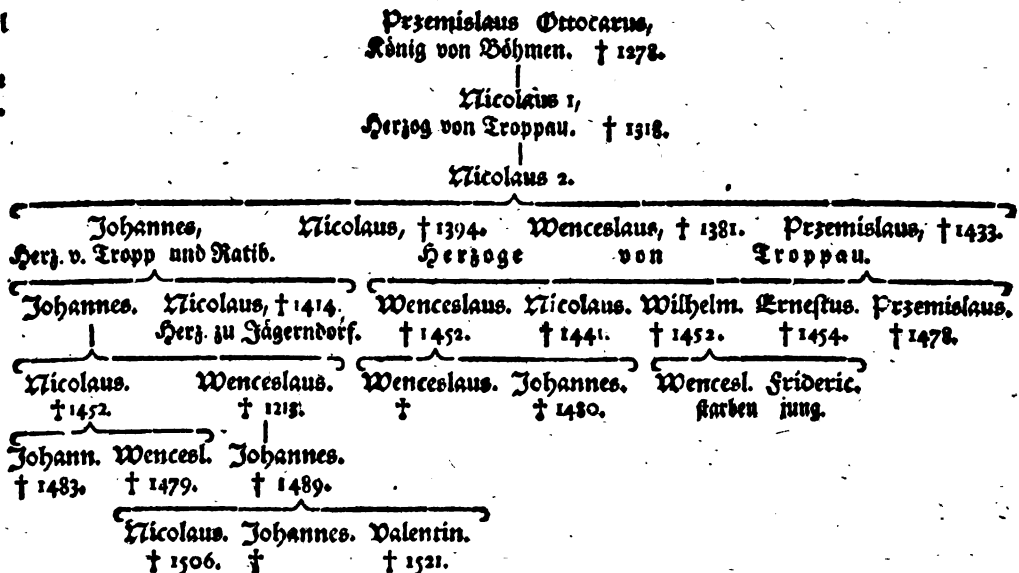 Przemislaus Ottocarus,
König von Böhmen. † 1278.
Nicolaus 1,
Herzog von Troppau. † 1318.
Nicolaus 2.
Johannes, Nicolaus, † 1394. Wenceslaus, † 1381. Przemislaus, † 1433.
Herz. v. Tropp und Ratib. Herzoge von Troppau.
Johannes. Nicolaus, † 1414. Wenceslaus. Nicolaus. Wilhelm. Ernestus. Przemislaus.
Herz. zu Jägerndorf. † 1452. † 1441. † 1452. † 1454. † 1478.
Nicolaus. Wenceslaus. Wenceslaus. Johannes. Wencesl. Frideric.
† 1452. † 1213. † † 1480. starben jung.
Johann. Wencesl. Johannes.
† 1483. † 1479. † 1489.
Nicolaus. Johannes. Valentin.
† 1506. † † 1521.